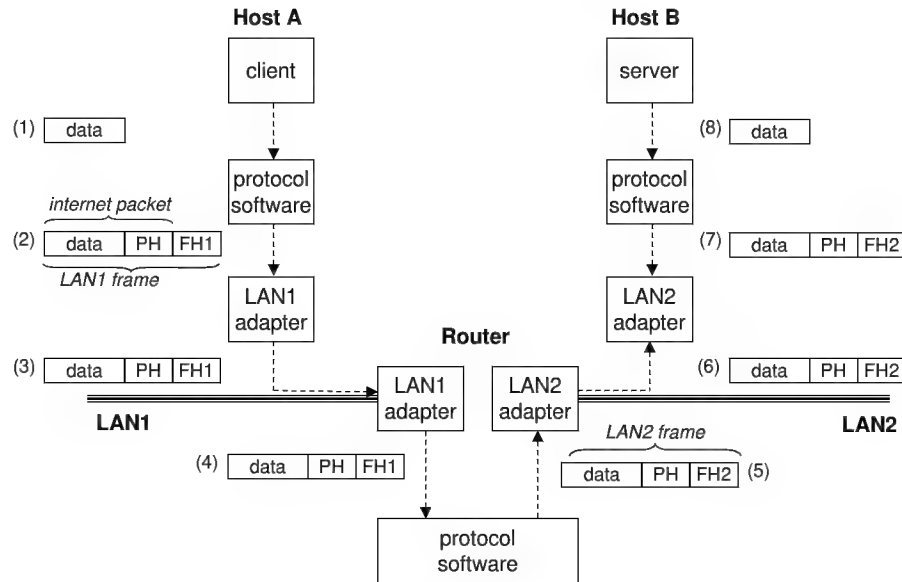 Host A
Host B
client
server
(1) data
(8) data
protocol
software
protocol
software
internet packet
(2) data PH FH1
LAN1 frame
(7) data PH FH2
LAN1
adapter
LAN2
adapter
Router
(3) data PH FH1
(6) data PH FH2
LAN1
adapter
LAN2
adapter
LAN1
LAN2
LAN2 frame
(4) data PH FH1
data PH FH2 (5)
protocol
software